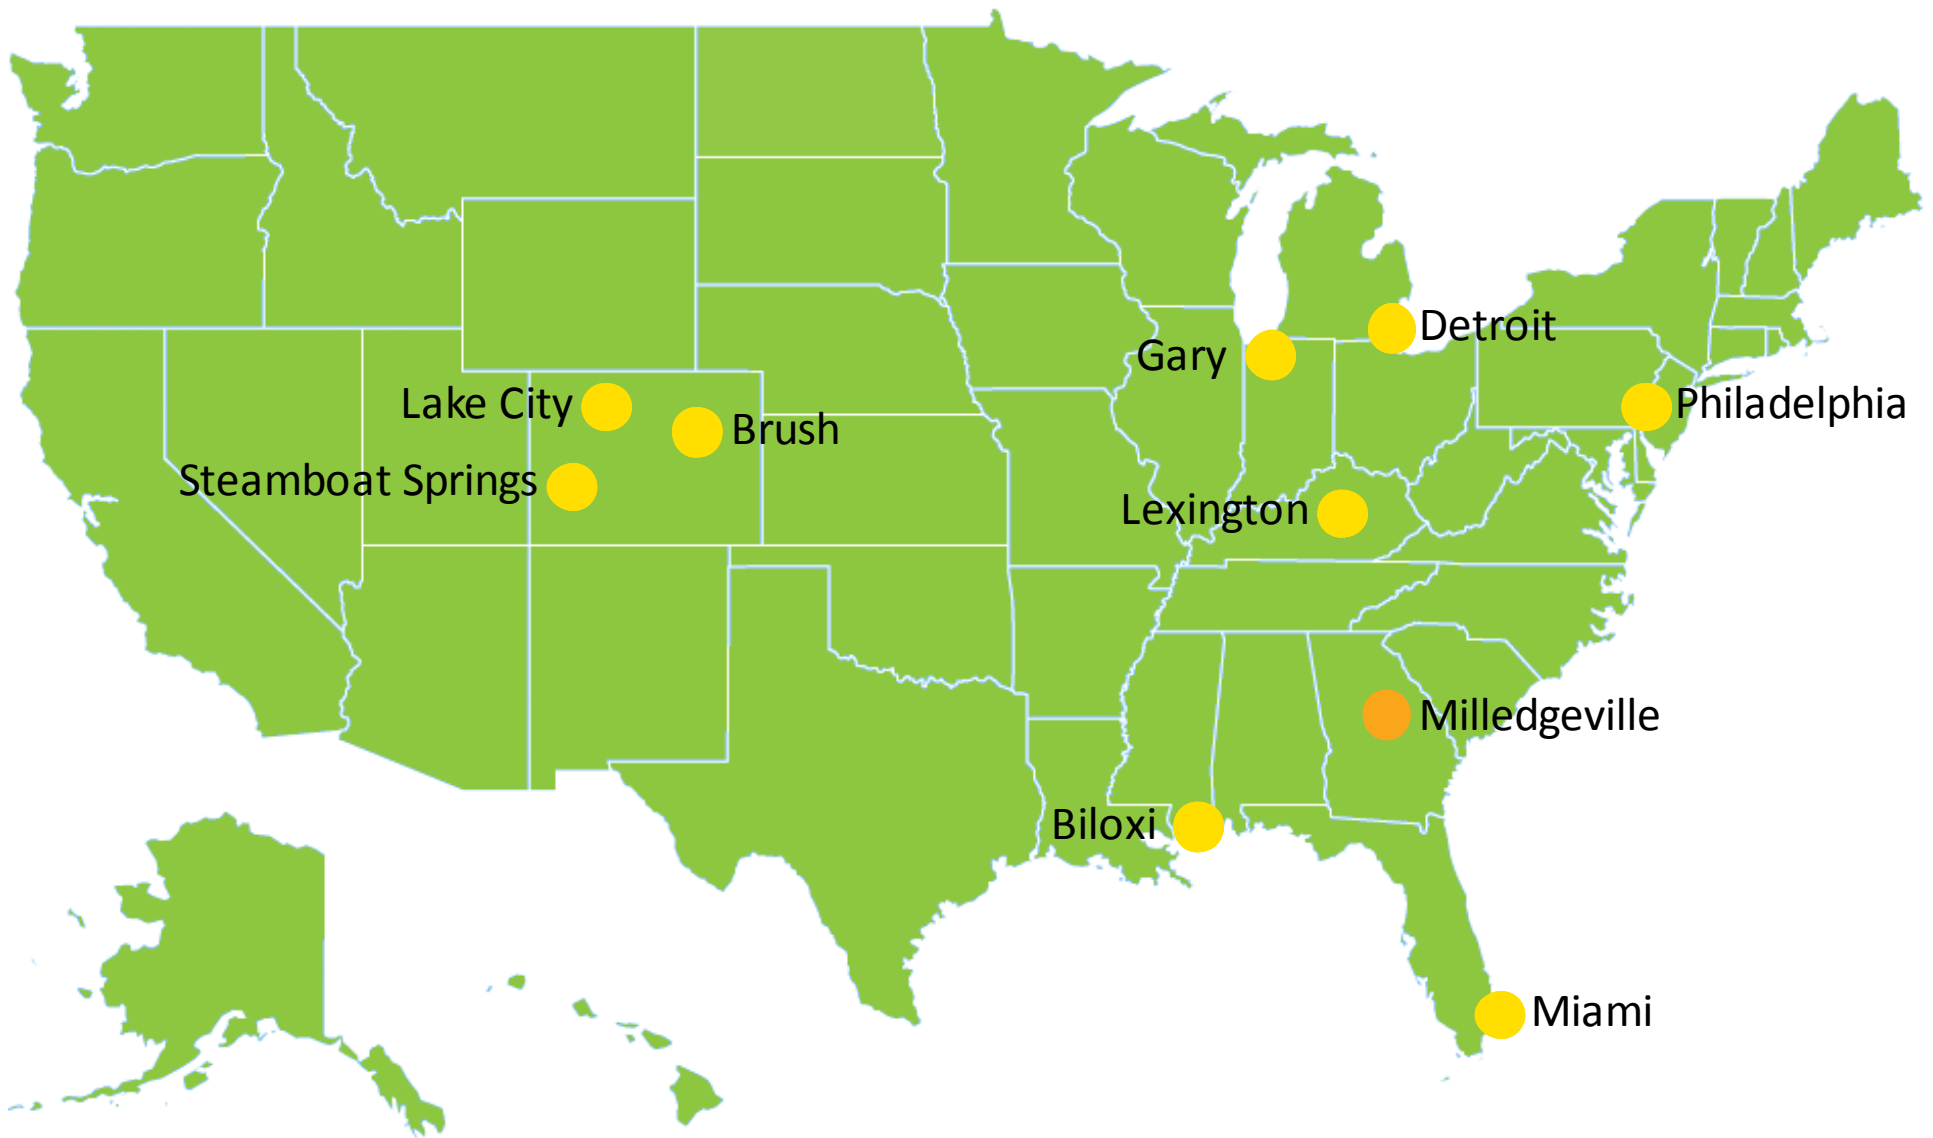 Detroit
Gary
Lake City
Philadelphia
Brush
Steamboat Springs
Lexington
Milledgeville
Biloxi
Miami